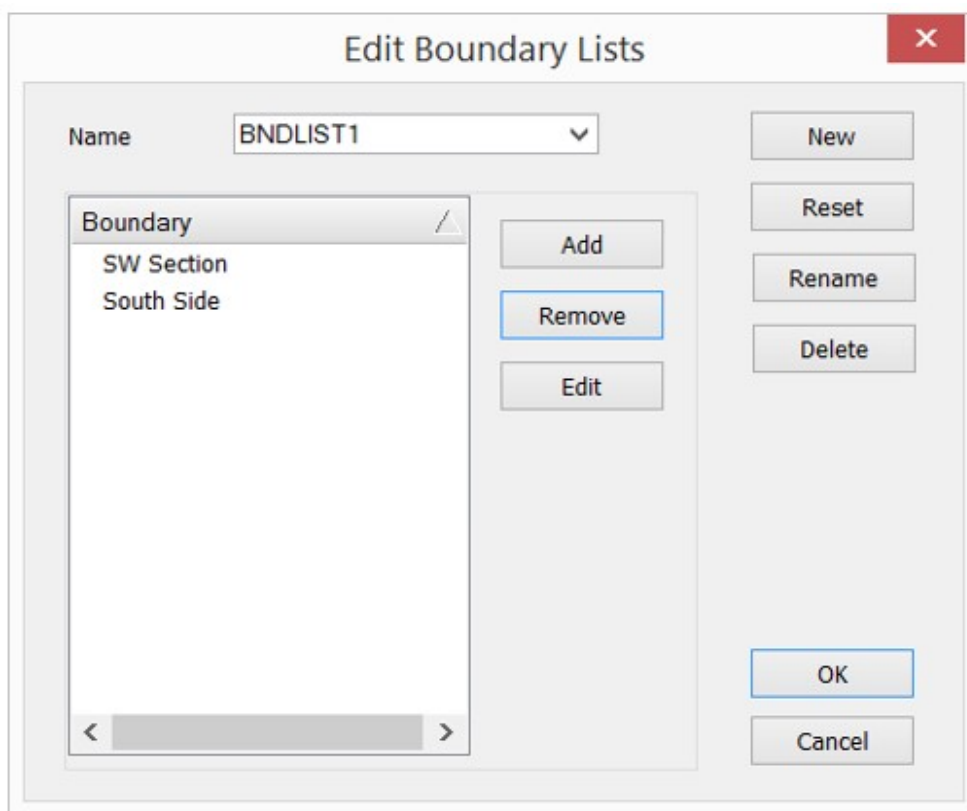 Edit Boundary Lists
Name
BNDLIST1
New
Reset
Rename
Delete
Boundary
SW Section
South Side
Add
Remove
Edit
OK
Cancel